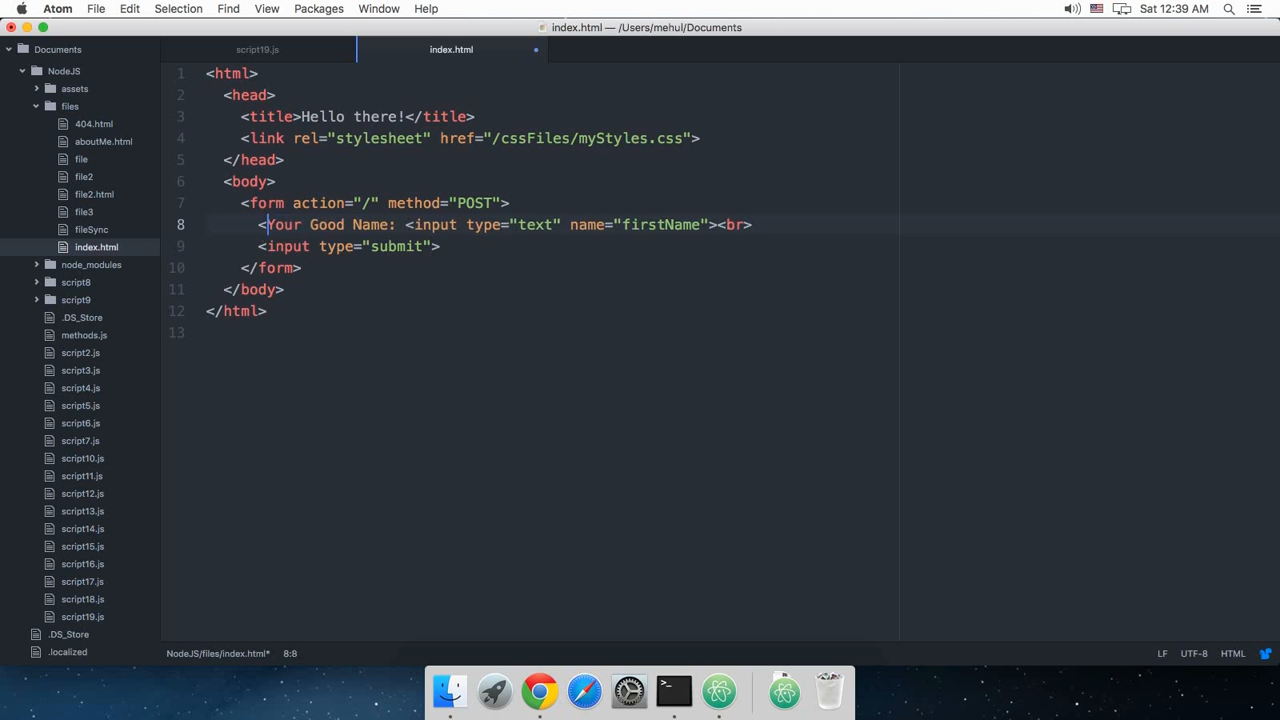 Atom File Edit Selection Find View Packages Window Help Sat 12:39 AM
index.html — /Users/mehul/Documents
Documents
NodeJS
assets
files
404.html
aboutMe.html
file
file2
file2.html
file3
fileSync
index.html
node_modules
script8
script9
.DS_Store
methods.js
script2.js
script3.js
script4.js
script5.js
script6.js
script7.js
script10.js
script11.js
script12.js
script13.js
script14.js
script15.js
script16.js
script17.js
script18.js
script19.js
.DS_Store
.localized
script19.js index.html
1 <html>
2 <head>
3 <title>Hello there!</title>
4 <link rel="stylesheet" href="/cssFiles/myStyles.css">
5 </head>
6 <body>
7 <form action="/" method="POST">
8 <Your Good Name: <input type="text" name="firstName"><br>
9 <input type="submit">
10 </form>
11 </body>
12 </html>
13
NodeJS/files/index.html* 8:8 LF UTF-8 HTML